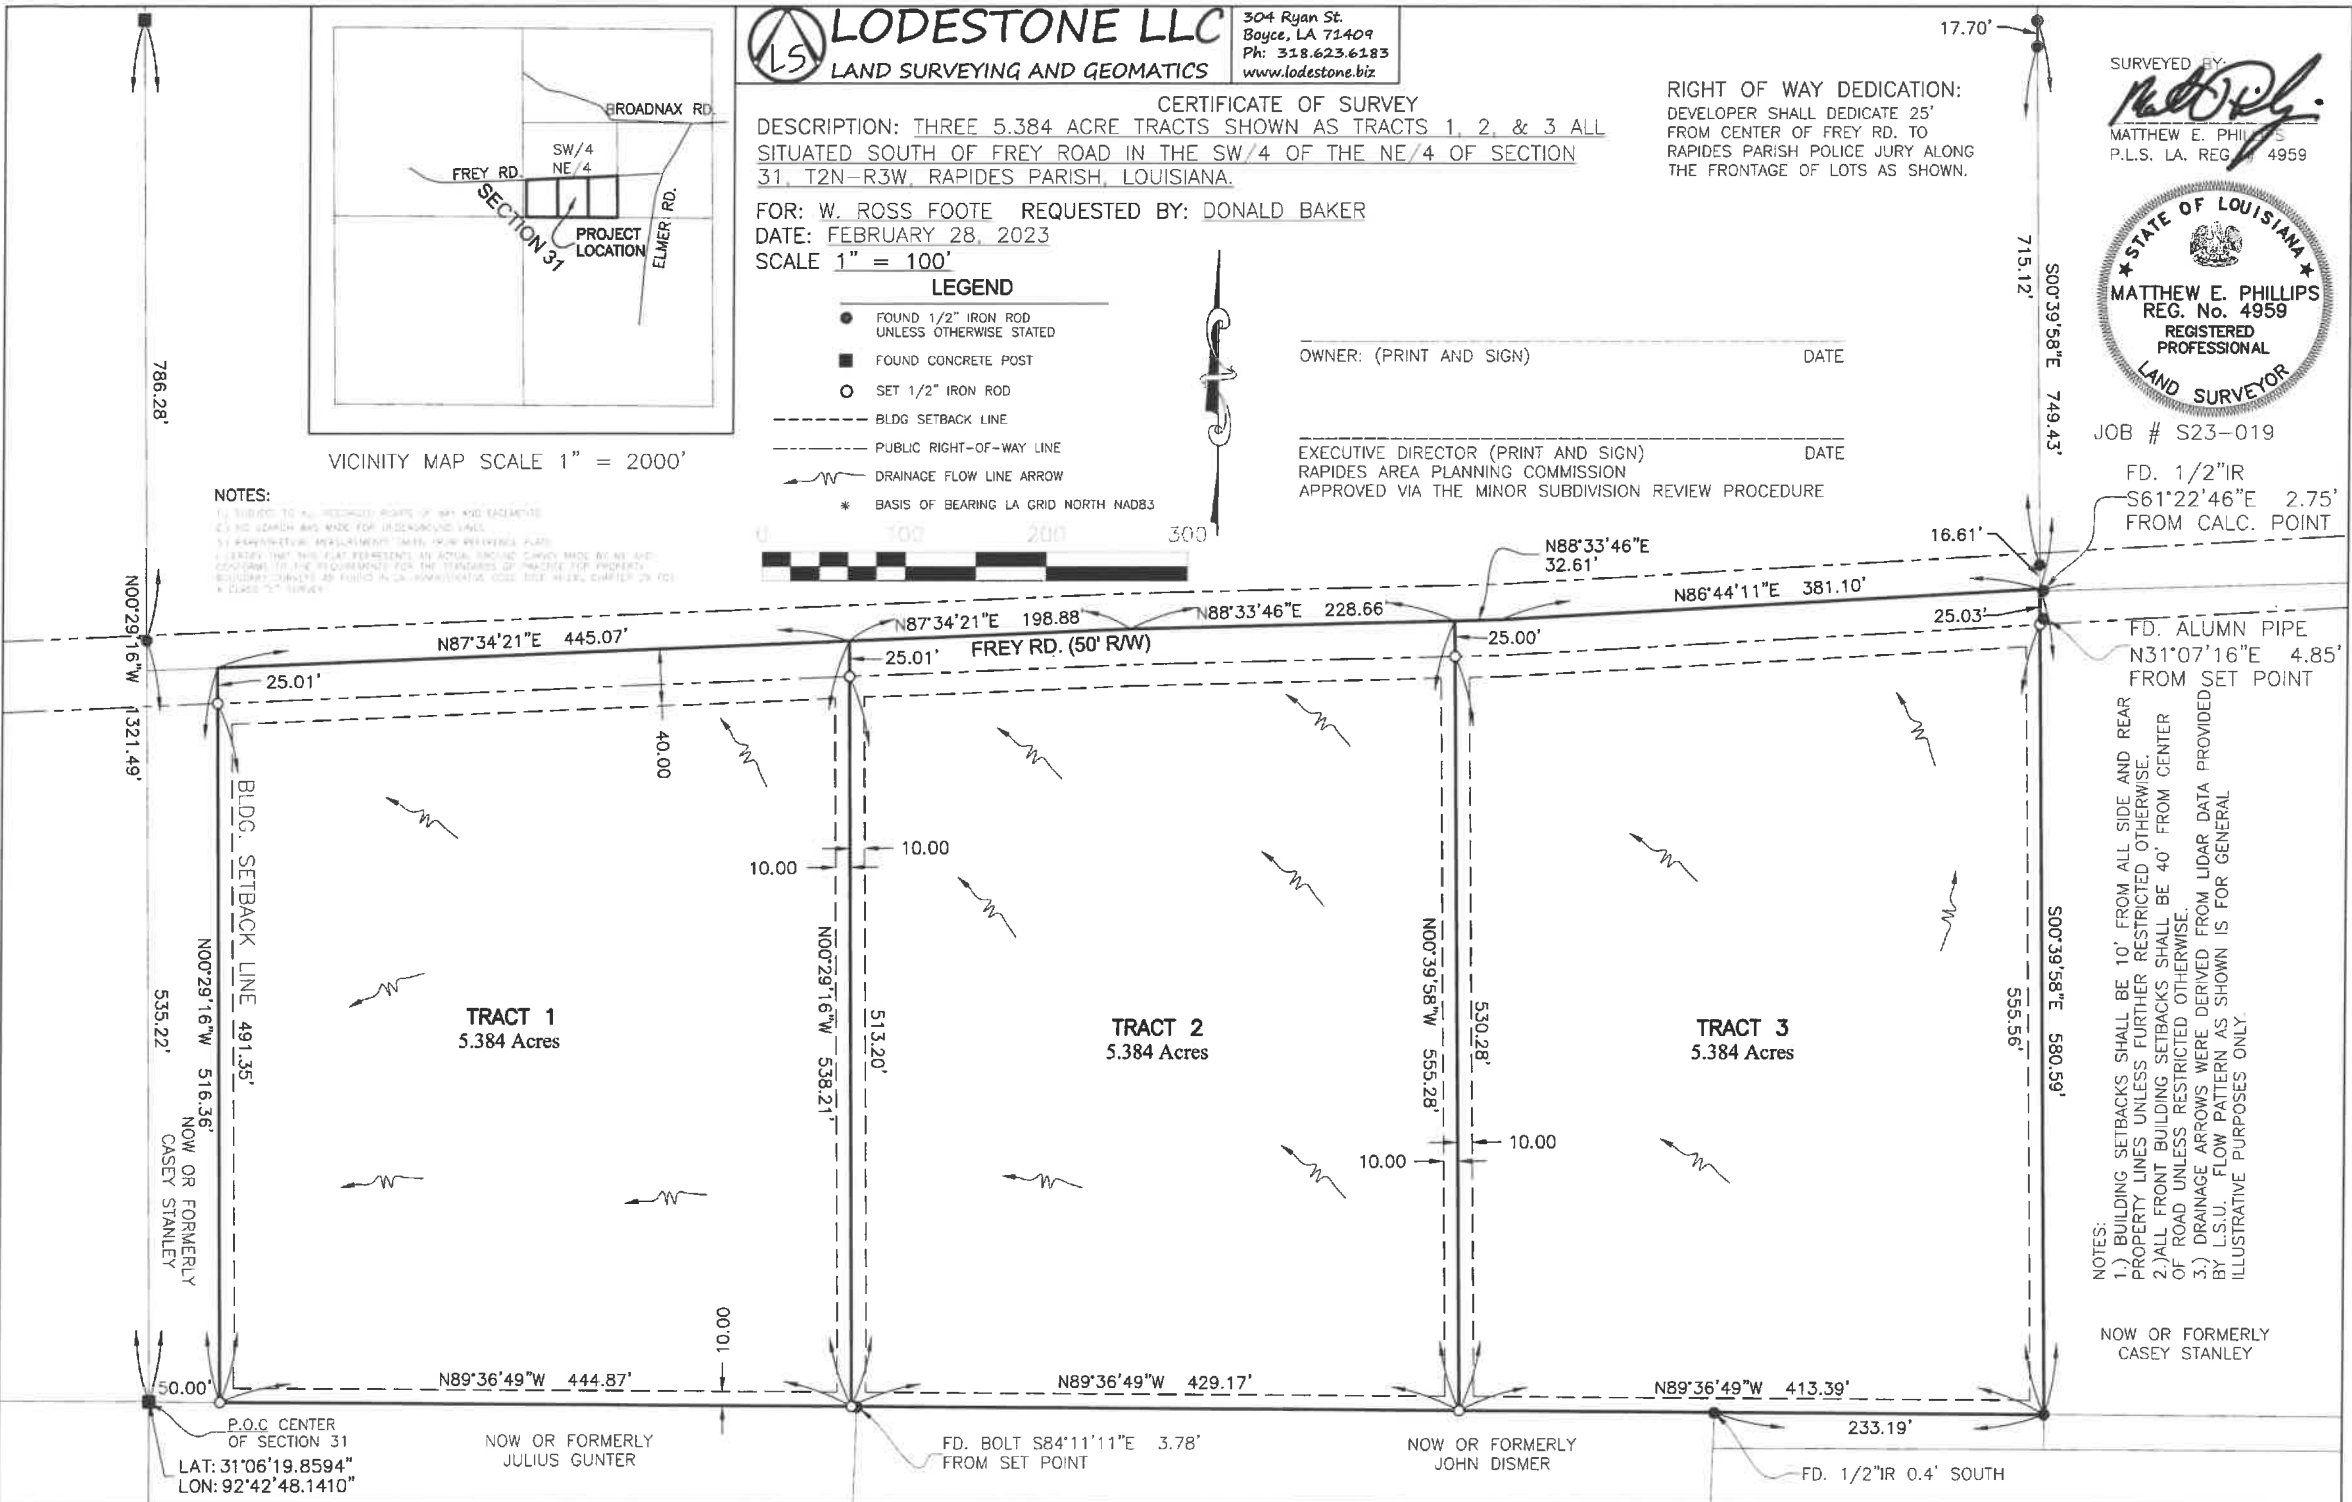 LODESTONE LLC
LS
LAND SURVEYING AND GEOMATICS
304 Ryan St.
Boyce, LA 71409
Ph: 318.623.6183
www.lodestone.biz
CERTIFICATE OF SURVEY
DESCRIPTION: THREE 5.384 ACRE TRACTS SHOWN AS TRACTS 1, 2, & 3 ALL
SITUATED SOUTH OF FREY ROAD IN THE SW/4 OF THE NE/4 OF SECTION
31, T2N-R3W, RAPIDES PARISH, LOUISIANA.
FOR: W. ROSS FOOTE REQUESTED BY: DONALD BAKER
DATE: FEBRUARY 28, 2023
SCALE 1" = 100'
LEGEND
FOUND 1/2" IRON ROD
UNLESS OTHERWISE STATED
FOUND CONCRETE POST
SET 1/2" IRON ROD
BLDG SETBACK LINE
PUBLIC RIGHT-OF-WAY LINE
DRAINAGE FLOW LINE ARROW
* BASIS OF BEARING LA GRID NORTH NAD83
0 100 200 300
BROADNAX RD.
SW/4
NE/4
FREY RD.
SECTION 31
PROJECT
LOCATION
ELMER RD.
VICINITY MAP SCALE 1" = 2000'
NOTES:
OWNER: (PRINT AND SIGN) DATE
EXECUTIVE DIRECTOR (PRINT AND SIGN) DATE
RAPIDES AREA PLANNING COMMISSION
APPROVED VIA THE MINOR SUBDIVISION REVIEW PROCEDURE
RIGHT OF WAY DEDICATION:
DEVELOPER SHALL DEDICATE 25'
FROM CENTER OF FREY RD. TO
RAPIDES PARISH POLICE JURY ALONG
THE FRONTAGE OF LOTS AS SHOWN.
17.70'
SURVEYED BY:
MATTHEW E. PHILLIPS
P.L.S. LA. REG. 4959
STATE OF LOUISIANA
MATTHEW E. PHILLIPS
REG. No. 4959
REGISTERED
PROFESSIONAL
LAND SURVEYOR
JOB # S23-019
FD. 1/2"IR
S61°22'46"E 2.75'
FROM CALC. POINT
715.12'
S00°39'58"E 749.43'
16.61'
25.03'
FD. ALUMN PIPE
N31°07'16"E 4.85'
FROM SET POINT
786.28'
N00°29'16"W 1321.49'
535.22'
N87°34'21"E 445.07'
N87°34'21"E 198.88'
N88°33'46"E 228.66'
N88°33'46"E
32.61'
N86°44'11"E 381.10'
FREY RD. (50' R/W)
25.01'
25.01'
25.00'
40.00
BLDG. SETBACK LINE 491.35'
N00°29'16"W 516.36'
NOW OR FORMERLY
CASEY STANLEY
TRACT 1
5.384 Acres
10.00
10.00
N00°29'16"W 538.21'
513.20'
TRACT 2
5.384 Acres
N00°39'58"W 555.28'
530.28'
10.00
10.00
TRACT 3
5.384 Acres
555.56'
S00°39'58"E 580.59'
NOTES:
1.) BUILDING SETBACKS SHALL BE 10' FROM ALL SIDE AND REAR
PROPERTY LINES UNLESS FURTHER RESTRICTED OTHERWISE.
2.)ALL FRONT BUILDING SETBACKS SHALL BE 40' FROM CENTER
OF ROAD UNLESS RESTRICTED OTHERWISE.
3.) DRAINAGE ARROWS WERE DERIVED FROM LIDAR DATA PROVIDED
BY L.S.U. FLOW PATTERN AS SHOWN IS FOR GENERAL
ILLUSTRATIVE PURPOSES ONLY.
NOW OR FORMERLY
CASEY STANLEY
50.00'
N89°36'49"W 444.87'
10.00
N89°36'49"W 429.17'
N89°36'49"W 413.39'
233.19'
P.O.C CENTER
OF SECTION 31
LAT: 31°06'19.8594"
LON: 92°42'48.1410"
NOW OR FORMERLY
JULIUS GUNTER
FD. BOLT S84°11'11"E 3.78'
FROM SET POINT
NOW OR FORMERLY
JOHN DISMER
FD. 1/2"IR 0.4' SOUTH